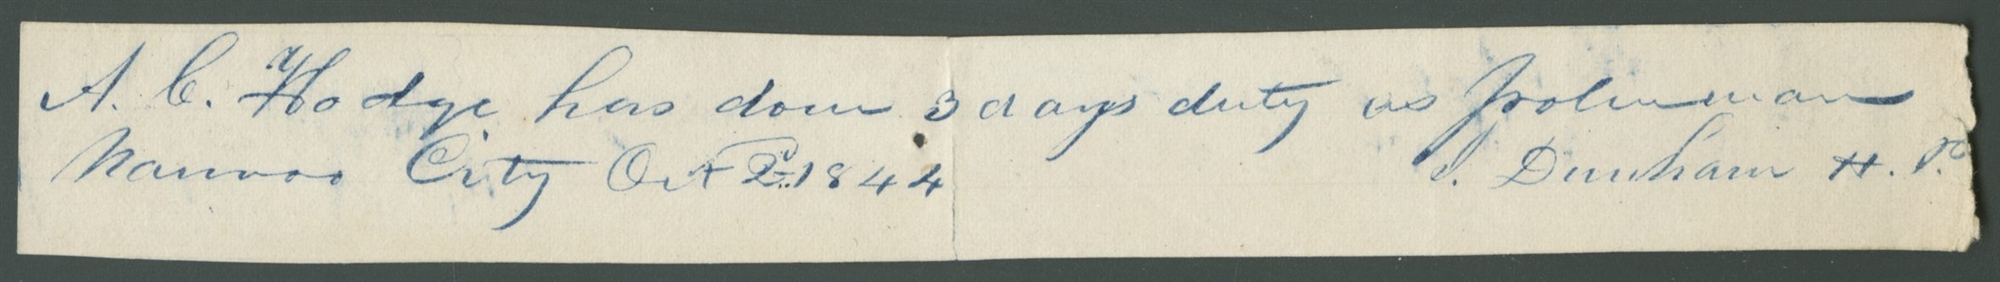 A. C. Hodge has done 3 days duty as policeman
Nauvoo City Oct 2d 1844 J. Dunham H. P.